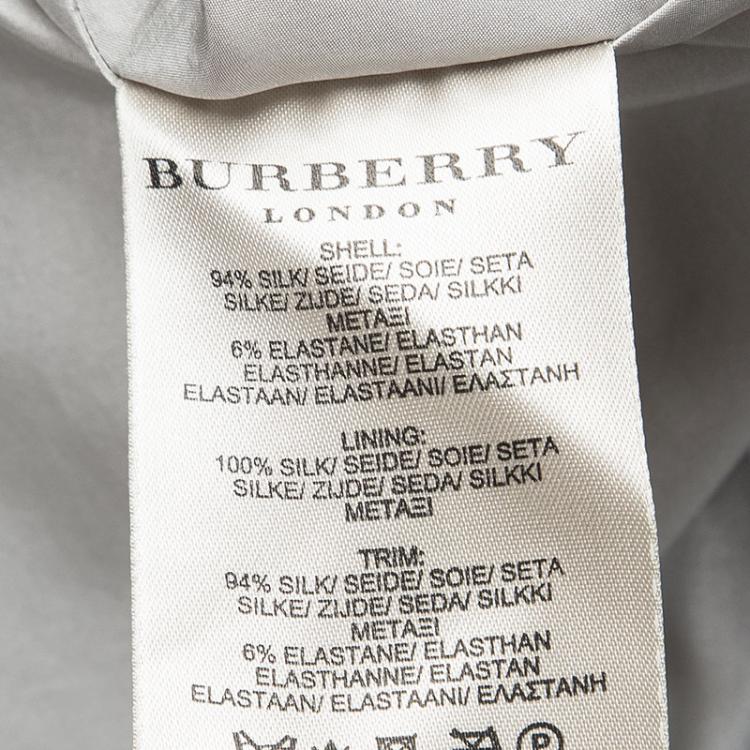 BURBERRY
LONDON
SHELL:
94% SILK/ SEIDE/ SOIE/ SETA
SILKE/ ZIJDE/ SEDA/ SILKKI
ΜΕΤΑΞΙ
6% ELASTANE/ ELASTHAN
ELASTHANNE/ ELASTAN
ELASTAAN/ ELASTAANI/ ΕΛΑΣΤΑΝΗ
LINING:
100% SILK/ SEIDE/ SOIE/ SETA
SILKE/ ZIJDE/ SEDA/ SILKKI
ΜΕΤΑΞΙ
TRIM:
94% SILK/ SEIDE/ SOIE/ SETA
SILKE/ ZIJDE/ SEDA/ SILKKI
ΜΕΤΑΞΙ
6% ELASTANE/ ELASTHAN
ELASTHANNE/ ELASTAN
ELASTAAN/ ELASTAANI/ ΕΛΑΣΤΑΝΗ
P